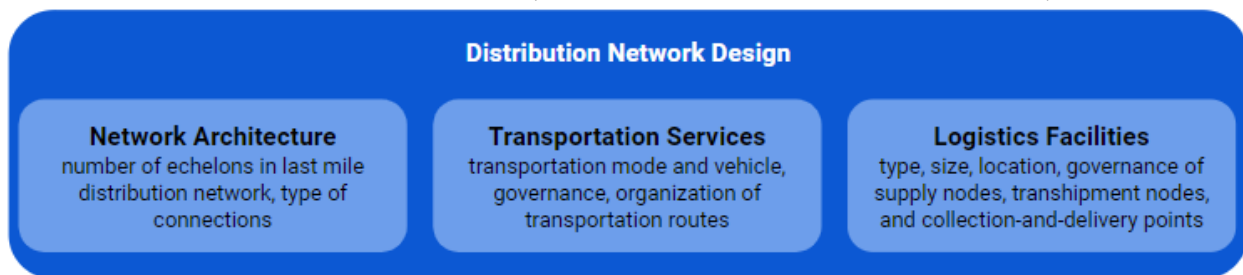 Distribution Network Design
Network Architecture
number of echelons in last mile
distribution network, type of
connections
Transportation Services
transportation mode and vehicle,
governance, organization of
transportation routes
Logistics Facilities
type, size, location, governance of
supply nodes, transhipment nodes,
and collection-and-delivery points